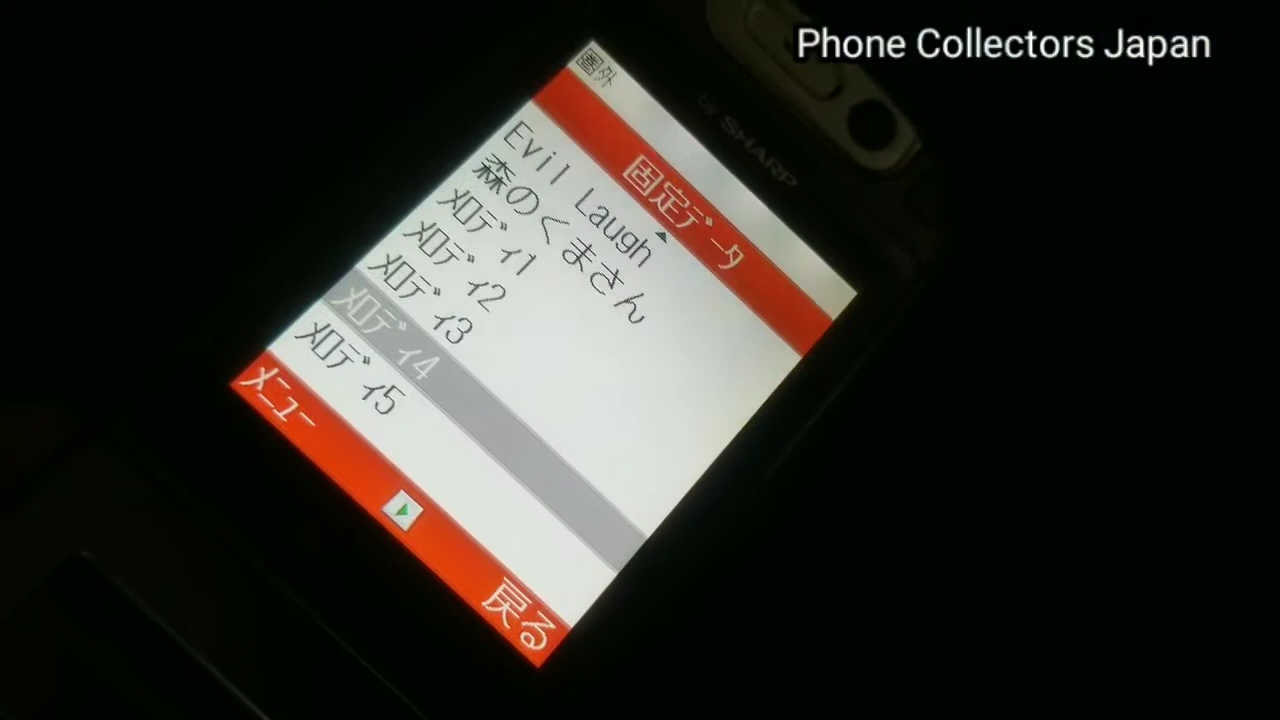 Phone Collectors Japan
by SHARP
圏外
固定ﾃﾞｰﾀ
Evil Laugh
森のくまさん
ﾒﾛﾃﾞｨ1
ﾒﾛﾃﾞｨ2
ﾒﾛﾃﾞｨ3
ﾒﾛﾃﾞｨ4
ﾒﾛﾃﾞｨ5
ﾒﾆｭｰ
戻る